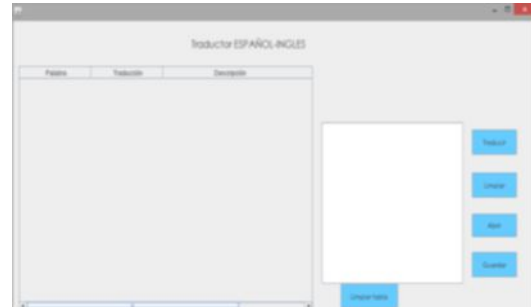 Traductor ESPAÑOL-INGLES
Palabra Traducción Descripción
Traducir
Limpiar
Abrir
Guardar
Limpiar tabla